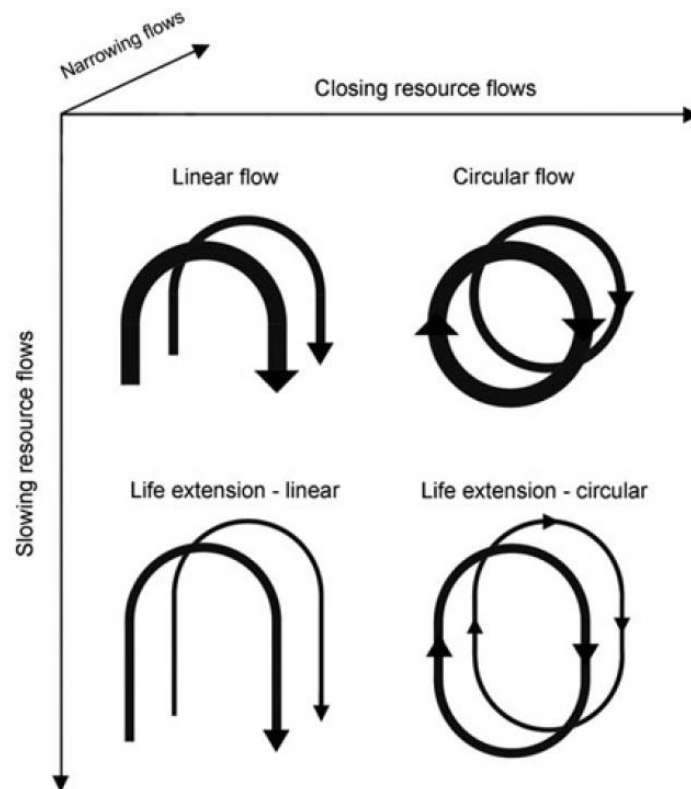 Narrowing flows
Closing resource flows
Linear flow
Circular flow
Slowing resource flows
Life extension - linear
Life extension - circular